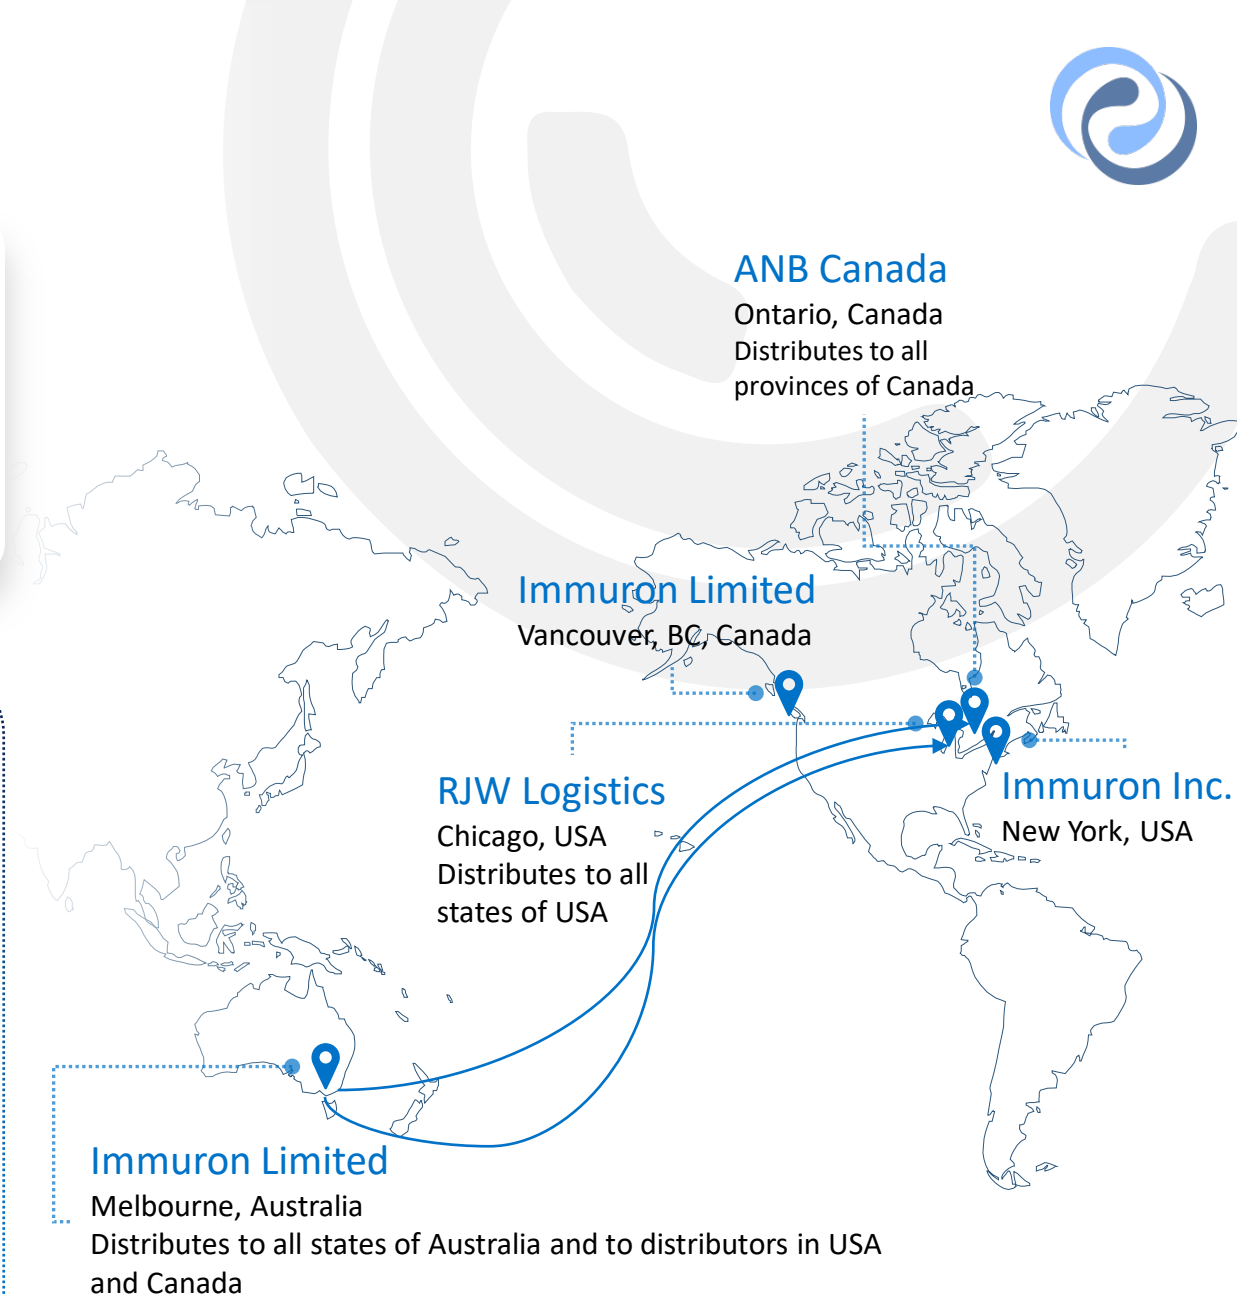 ANB Canada
Ontario, Canada
Distributes to all
provinces of Canada
Immuron Limited
Vancouver, BC, Canada
RJW Logistics
Chicago, USA
Distributes to all
states of USA
Immuron Inc.
New York, USA
Immuron Limited
Melbourne, Australia
Distributes to all states of Australia and to distributors in USA
and Canada